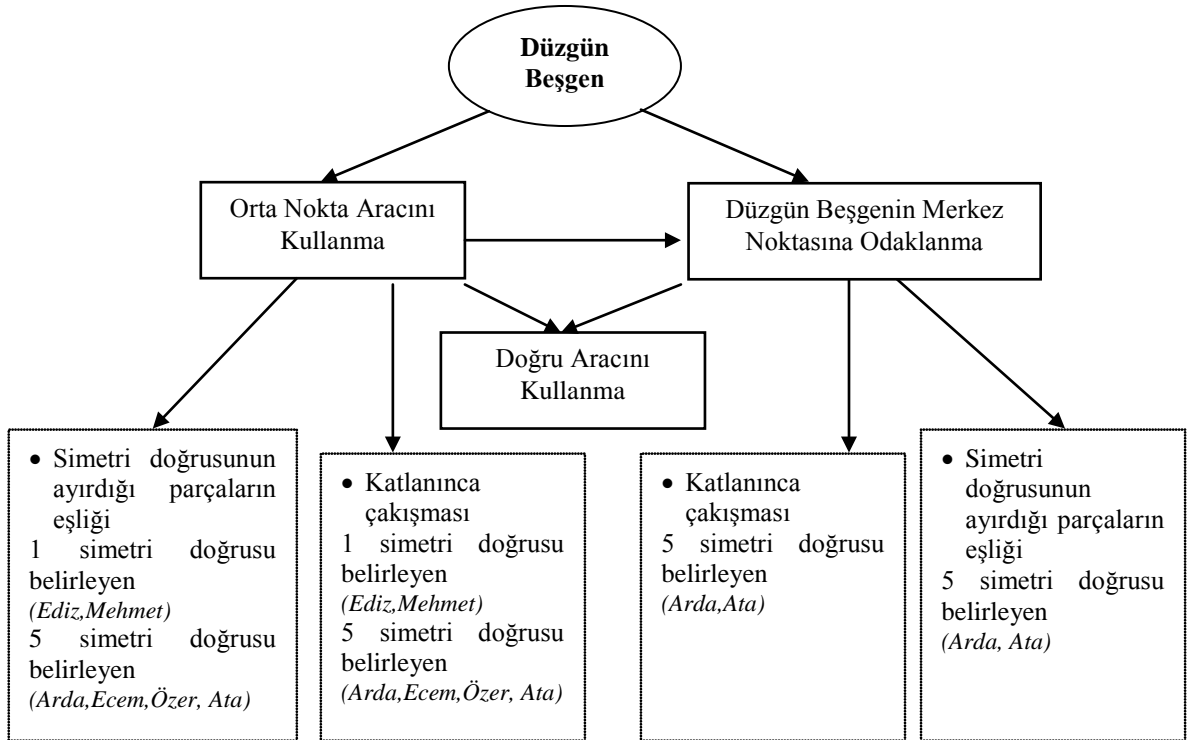 Düzgün
Beşgen
Orta Nokta Aracını
Kullanma
Düzgün Beşgenin Merkez
Noktasına Odaklanma
Doğru Aracını
Kullanma
• Simetri doğrusunun
ayırdığı parçaların
eşliği
1 simetri doğrusu
belirleyen
(Ediz,Mehmet)
5 simetri doğrusu
belirleyen
(Arda,Ecem,Özer, Ata)
• Katlanınca
çakışması
1 simetri doğrusu
belirleyen
(Ediz,Mehmet)
5 simetri doğrusu
belirleyen
(Arda,Ecem,Özer, Ata)
• Katlanınca
çakışması
5 simetri doğrusu
belirleyen
(Arda,Ata)
• Simetri
doğrusunun
ayırdığı parçaların
eşliği
5 simetri doğrusu
belirleyen
(Arda, Ata)